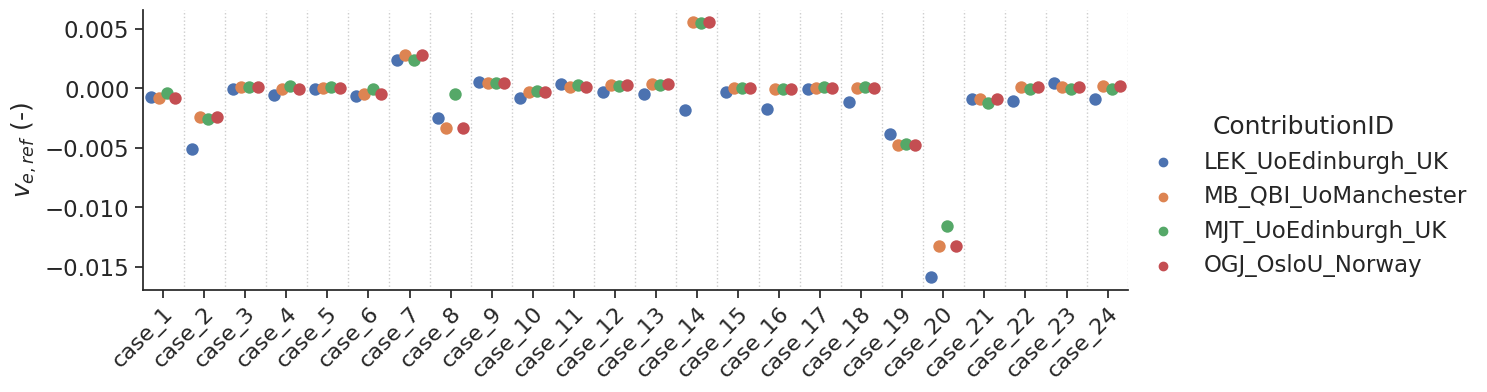 0.005
0.000
−0.005
−0.010
−0.015
v_{e,ref} (-)
case_1
case_2
case_3
case_4
case_5
case_6
case_7
case_8
case_9
case_10
case_11
case_12
case_13
case_14
case_15
case_16
case_17
case_18
case_19
case_20
case_21
case_22
case_23
case_24
ContributionID
LEK_UoEdinburgh_UK
MB_QBI_UoManchester
MJT_UoEdinburgh_UK
OGJ_OsloU_Norway